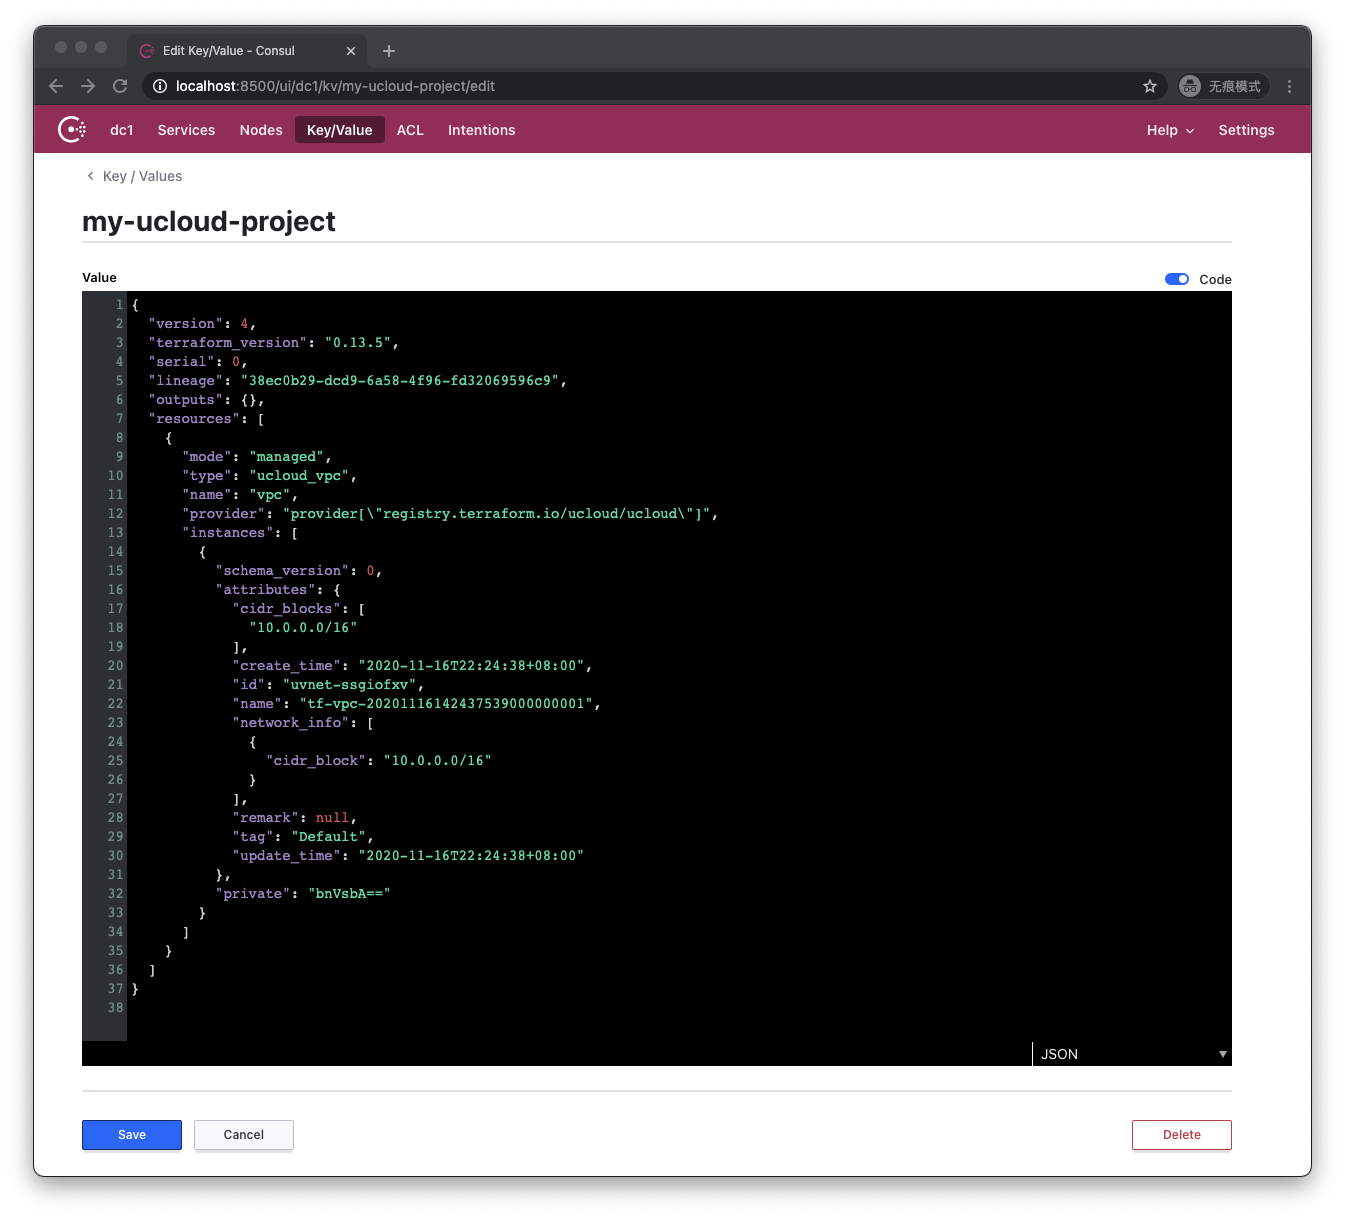 Edit Key/Value - Consul
localhost:8500/ui/dc1/kv/my-ucloud-project/edit
无痕模式
dc1 Services Nodes Key/Value ACL Intentions Help Settings
Key / Values
my-ucloud-project
Value Code
1 {
2 "version": 4,
3 "terraform_version": "0.13.5",
4 "serial": 0,
5 "lineage": "38ec0b29-dcd9-6a58-4f96-fd32069596c9",
6 "outputs": {},
7 "resources": [
8 {
9 "mode": "managed",
10 "type": "ucloud_vpc",
11 "name": "vpc",
12 "provider": "provider[\"registry.terraform.io/ucloud/ucloud\"]",
13 "instances": [
14 {
15 "schema_version": 0,
16 "attributes": {
17 "cidr_blocks": [
18 "10.0.0.0/16"
19 ],
20 "create_time": "2020-11-16T22:24:38+08:00",
21 "id": "uvnet-ssgiofxv",
22 "name": "tf-vpc-20201116142437539000000001",
23 "network_info": [
24 {
25 "cidr_block": "10.0.0.0/16"
26 }
27 ],
28 "remark": null,
29 "tag": "Default",
30 "update_time": "2020-11-16T22:24:38+08:00"
31 },
32 "private": "bnVsbA=="
33 }
34 ]
35 }
36 ]
37 }
38
JSON
Save Cancel Delete